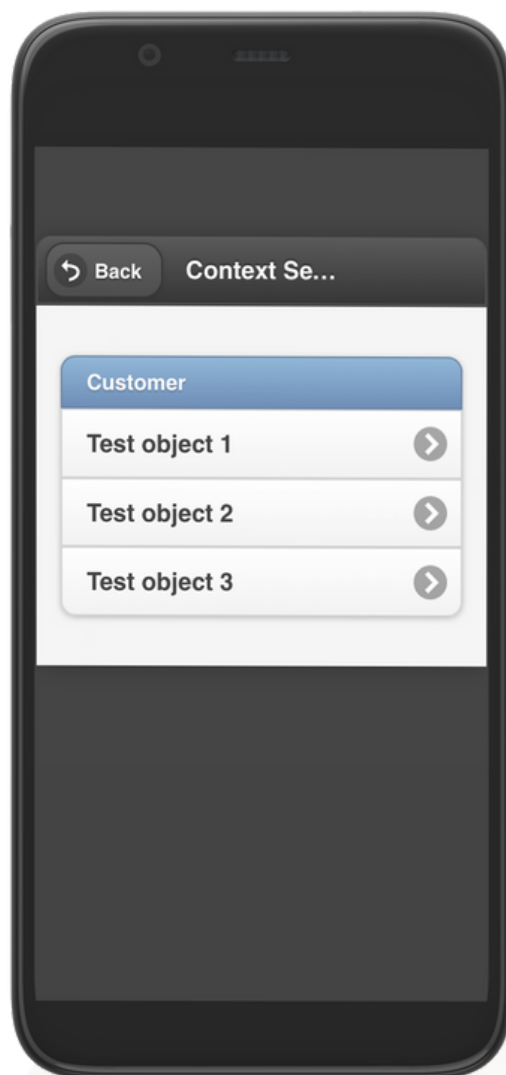 Back
Context Se...
Customer
Test object 1
Test object 2
Test object 3